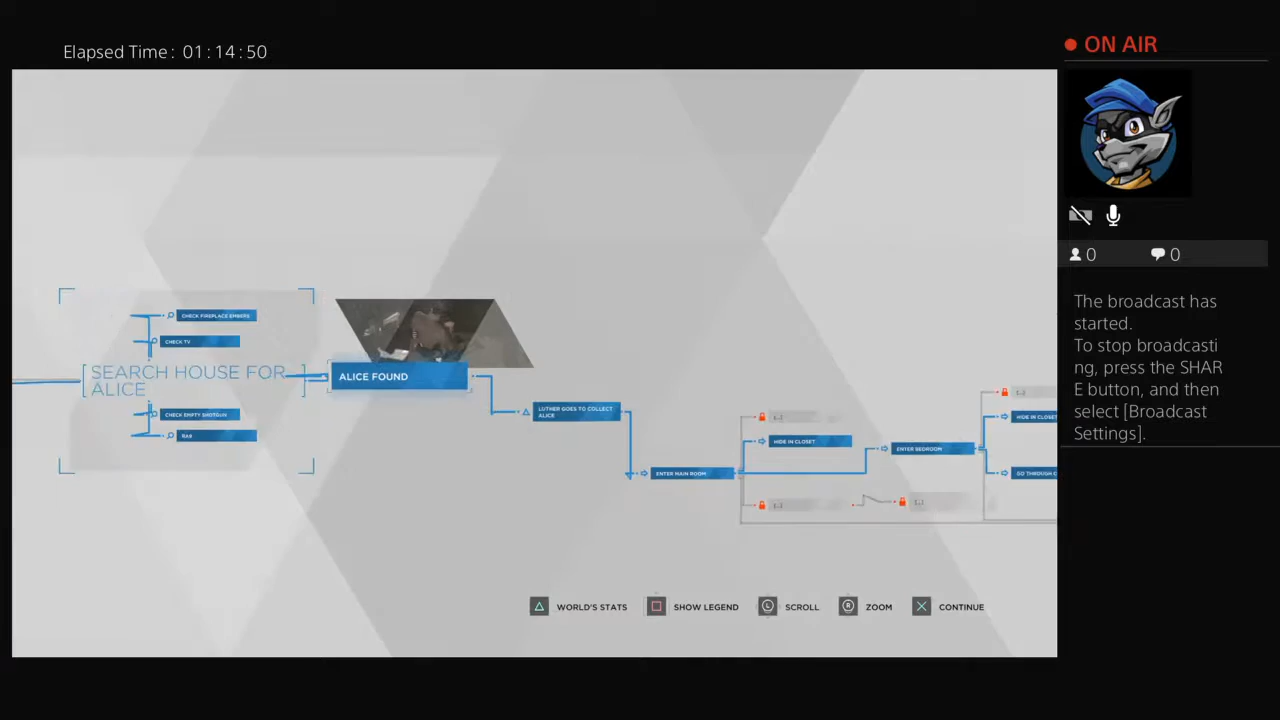 Elapsed Time: 01:14:50
ON AIR
0
0
The broadcast has
started.
To stop broadcasti
ng, press the SHAR
E button, and then
select [Broadcast
Settings].
CHECK FIREPLACE EMBERS
CHECK TV
SEARCH HOUSE FOR
ALICE
CHECK EMPTY SHOTGUN
ALICE FOUND
LUTHER GOES TO COLLECT
ALICE
ENTER MAIN ROOM
[...]
HIDE IN CLOSET
[...]
ENTER BEDROOM
[...]
[...]
HIDE IN CLOSET
GO THROUGH C
WORLD'S STATS
SHOW LEGEND
L
SCROLL
R
ZOOM
CONTINUE